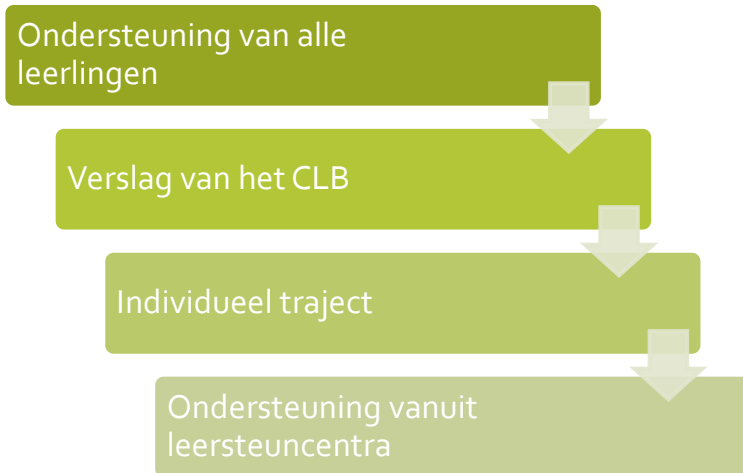 Ondersteuning van alle
leerlingen
Verslag van het CLB
Individueel traject
Ondersteuning vanuit
leersteuncentra